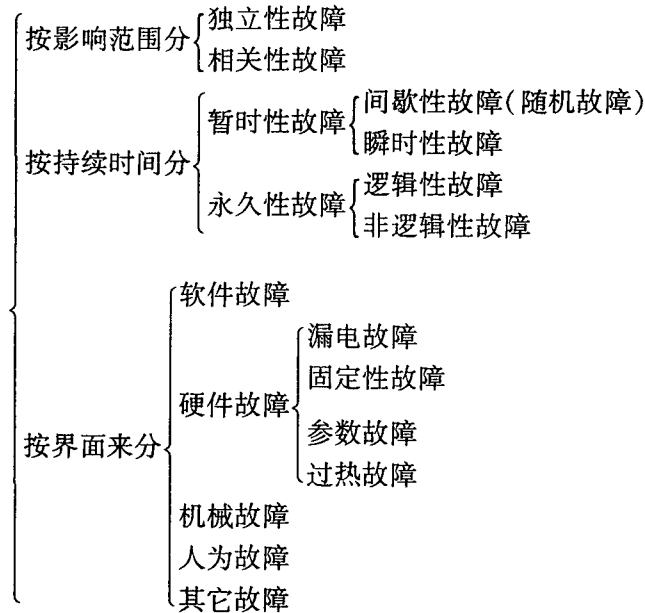 按影响范围分
独立性故障
相关性故障
按持续时间分
暂时性故障
间歇性故障(随机故障)
瞬时性故障
永久性故障
逻辑性故障
非逻辑性故障
按界面来分
软件故障
硬件故障
漏电故障
固定性故障
参数故障
过热故障
机械故障
人为故障
其它故障